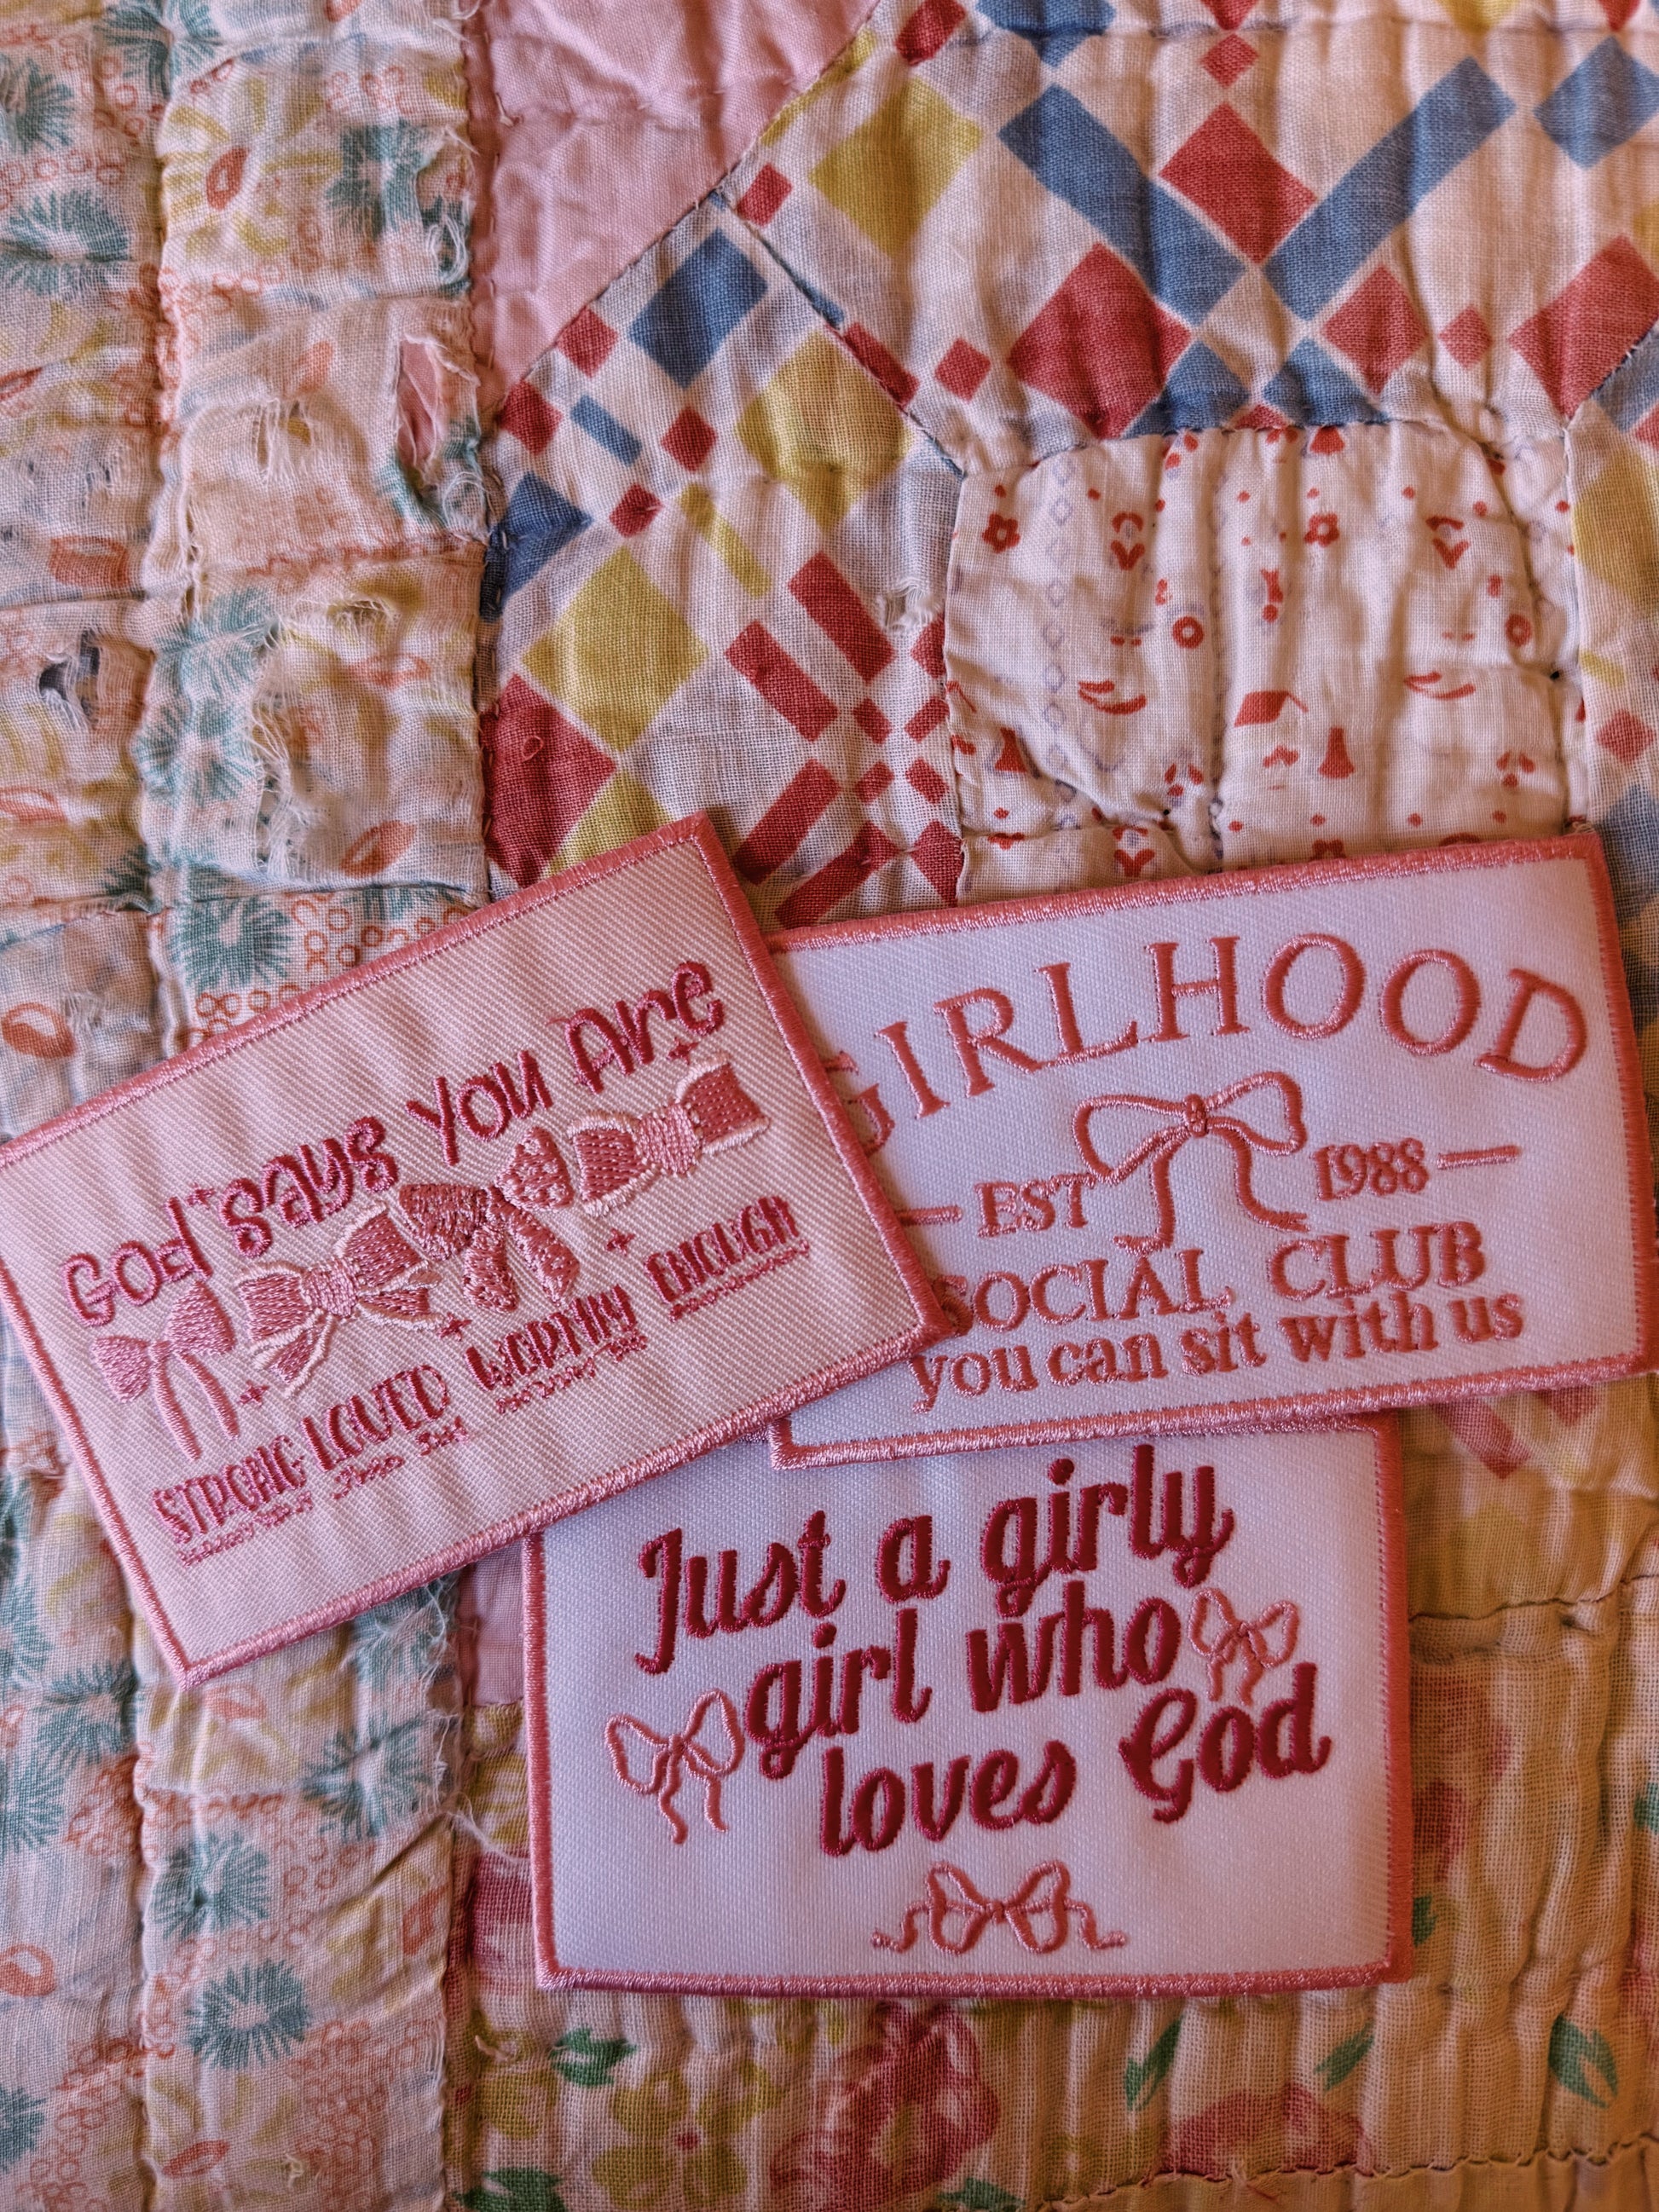 God says you Are
STRONG LOVED WORTHY ENOUGH
GIRLHOOD
EST 1988
SOCIAL CLUB
you can sit with us
Just a girly
girl who
loves God